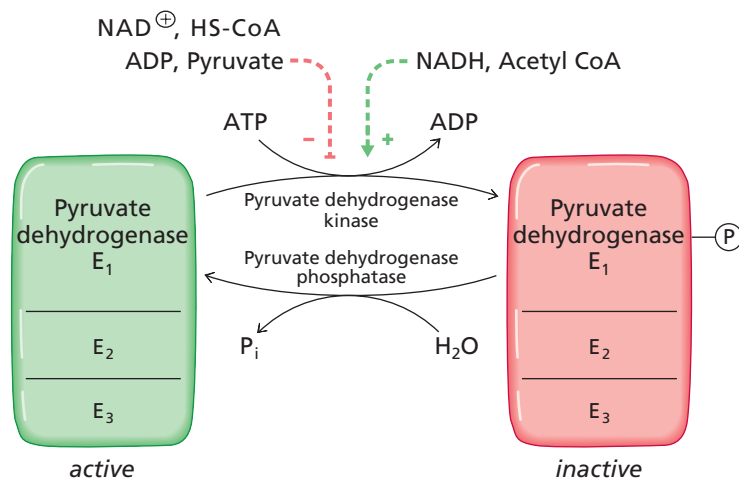 NAD⊕, HS-CoA
ADP, Pyruvate
NADH, Acetyl CoA
ATP
ADP
−
+
Pyruvate dehydrogenase
kinase
Pyruvate
dehydrogenase
E₁
E₂
E₃
active
Pyruvate dehydrogenase
phosphatase
Pᵢ
H₂O
Pyruvate
dehydrogenase
P
E₁
E₂
E₃
inactive